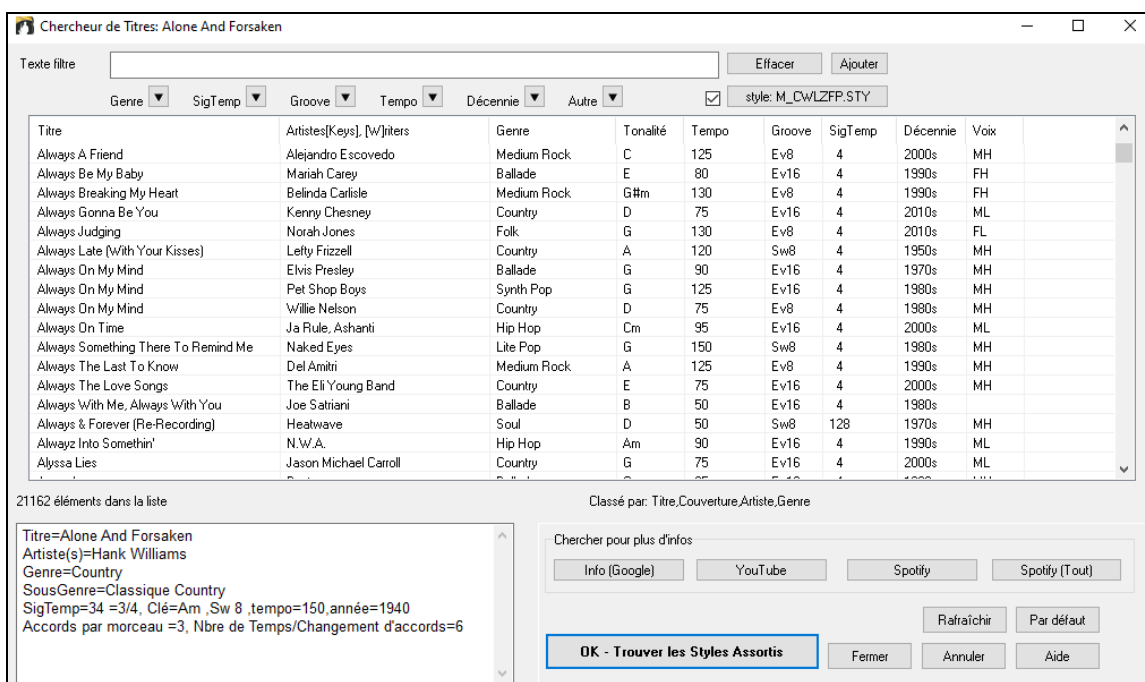 Chercheur de Titres: Alone And Forsaken
Texte filtre Effacer Ajouter
Genre SigTemp Groove Tempo Décennie Autre style: M_CWLZFP.STY
Titre Artistes[Keys], [W]riters Genre Tonalité Tempo Groove SigTemp Décennie Voix
Always A Friend Alejandro Escovedo Medium Rock C 125 Ev8 4 2000s MH
Always Be My Baby Mariah Carey Ballade E 80 Ev16 4 1990s FH
Always Breaking My Heart Belinda Carlisle Medium Rock G#m 130 Ev8 4 1990s FH
Always Gonna Be You Kenny Chesney Country D 75 Ev16 4 2010s ML
Always Judging Norah Jones Folk G 130 Ev8 4 2010s FL
Always Late (With Your Kisses) Lefty Frizzell Country A 120 Sw8 4 1950s MH
Always On My Mind Elvis Presley Ballade G 90 Ev16 4 1970s MH
Always On My Mind Pet Shop Boys Synth Pop G 125 Ev16 4 1980s MH
Always On My Mind Willie Nelson Country D 75 Ev8 4 1980s MH
Always On Time Ja Rule, Ashanti Hip Hop Cm 95 Ev16 4 2000s ML
Always Something There To Remind Me Naked Eyes Lite Pop G 150 Sw8 4 1980s MH
Always The Last To Know Del Amitri Medium Rock A 125 Ev8 4 1990s MH
Always The Love Songs The Eli Young Band Country E 75 Ev16 4 2000s MH
Always With Me, Always With You Joe Satriani Ballade B 50 Ev16 4 1980s
Always & Forever (Re-Recording) Heatwave Soul D 50 Sw8 128 1970s MH
Alwayz Into Somethin' N.W.A. Hip Hop Am 90 Ev16 4 1990s ML
Alyssa Lies Jason Michael Carroll Country G 75 Ev16 4 2000s ML
21162 éléments dans la liste Classé par: Titre,Couverture,Artiste,Genre
Titre=Alone And Forsaken
Artiste(s)=Hank Williams
Genre=Country
SousGenre=Classique Country
SigTemp=34 =3/4, Clé=Am ,Sw 8 ,tempo=150,année=1940
Accords par morceau =3, Nbre de Temps/Changement d'accords=6
Chercher pour plus d'infos
Info (Google) YouTube Spotify Spotify (Tout)
Rafraîchir Par défaut
OK - Trouver les Styles Assortis Fermer Annuler Aide